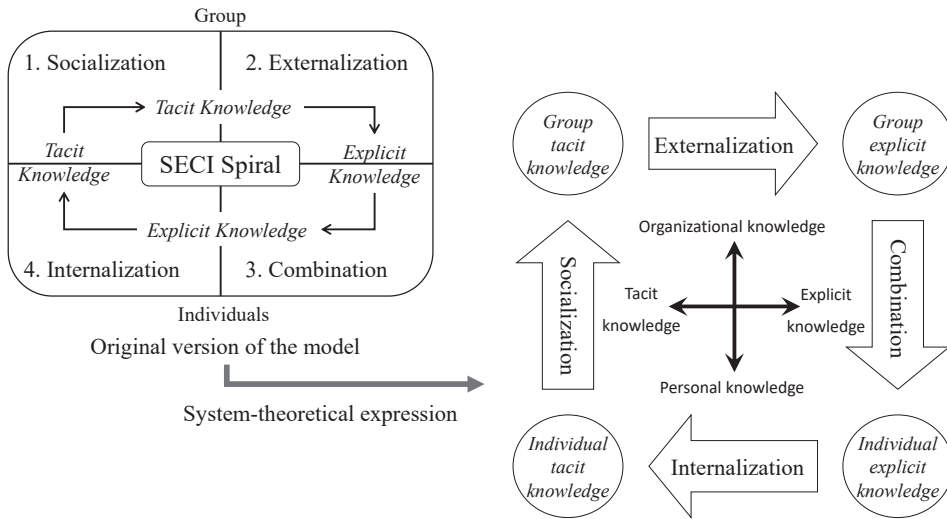 Group
1. Socialization
2. Externalization
Tacit Knowledge
Tacit
Knowledge
SECI Spiral
Explicit
Knowledge
Explicit Knowledge
4. Internalization
3. Combination
Individuals
Original version of the model
System-theoretical expression
Group
tacit
knowledge
Externalization
Group
explicit
knowledge
Socialization
Organizational knowledge
Tacit
knowledge
Explicit
knowledge
Personal knowledge
Combination
Individual
tacit
knowledge
Internalization
Individual
explicit
knowledge